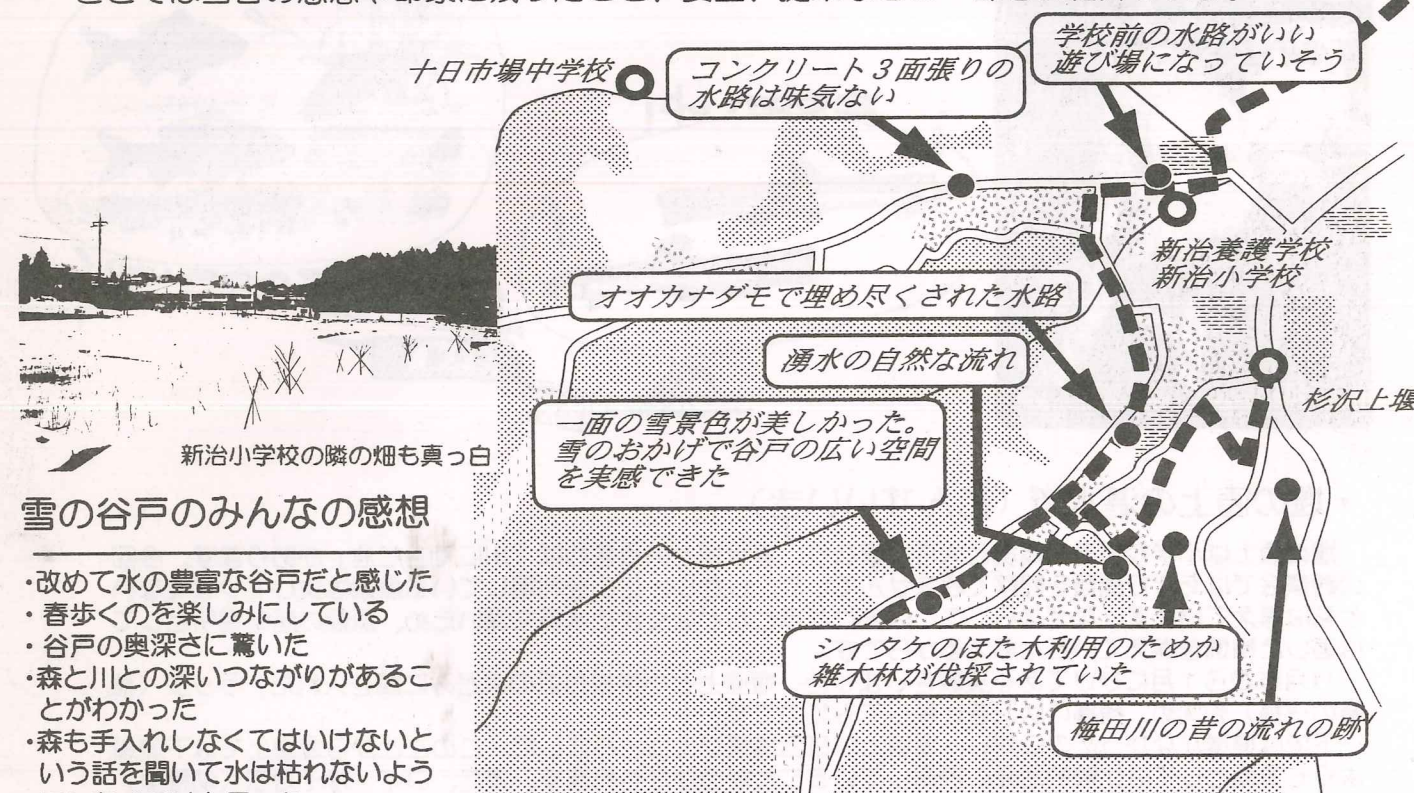 十日市場中学校
コンクリート3面張りの
水路は味気ない
学校前の水路がいい
遊び場になっていそう
新治養護学校
新治小学校
オオカナダモで埋め尽くされた水路
湧水の自然な流れ
杉沢上堰
一面の雪景色が美しかった。
雪のおかげで谷戸の広い空間
を実感できた
新治小学校の隣の畑も真っ白
雪の谷戸のみんなの感想
・改めて水の豊富な谷戸だと感じた
・春歩くのを楽しみにしている
・谷戸の奥深さに驚いた
・森と川との深いつながりがあるこ
とがわかった
・森も手入れしなくてはいけないと
いう話を聞いて水は枯れないよう
シイタケのほた木利用のためか
雑木林が伐採されていた
梅田川の昔の流れの跡